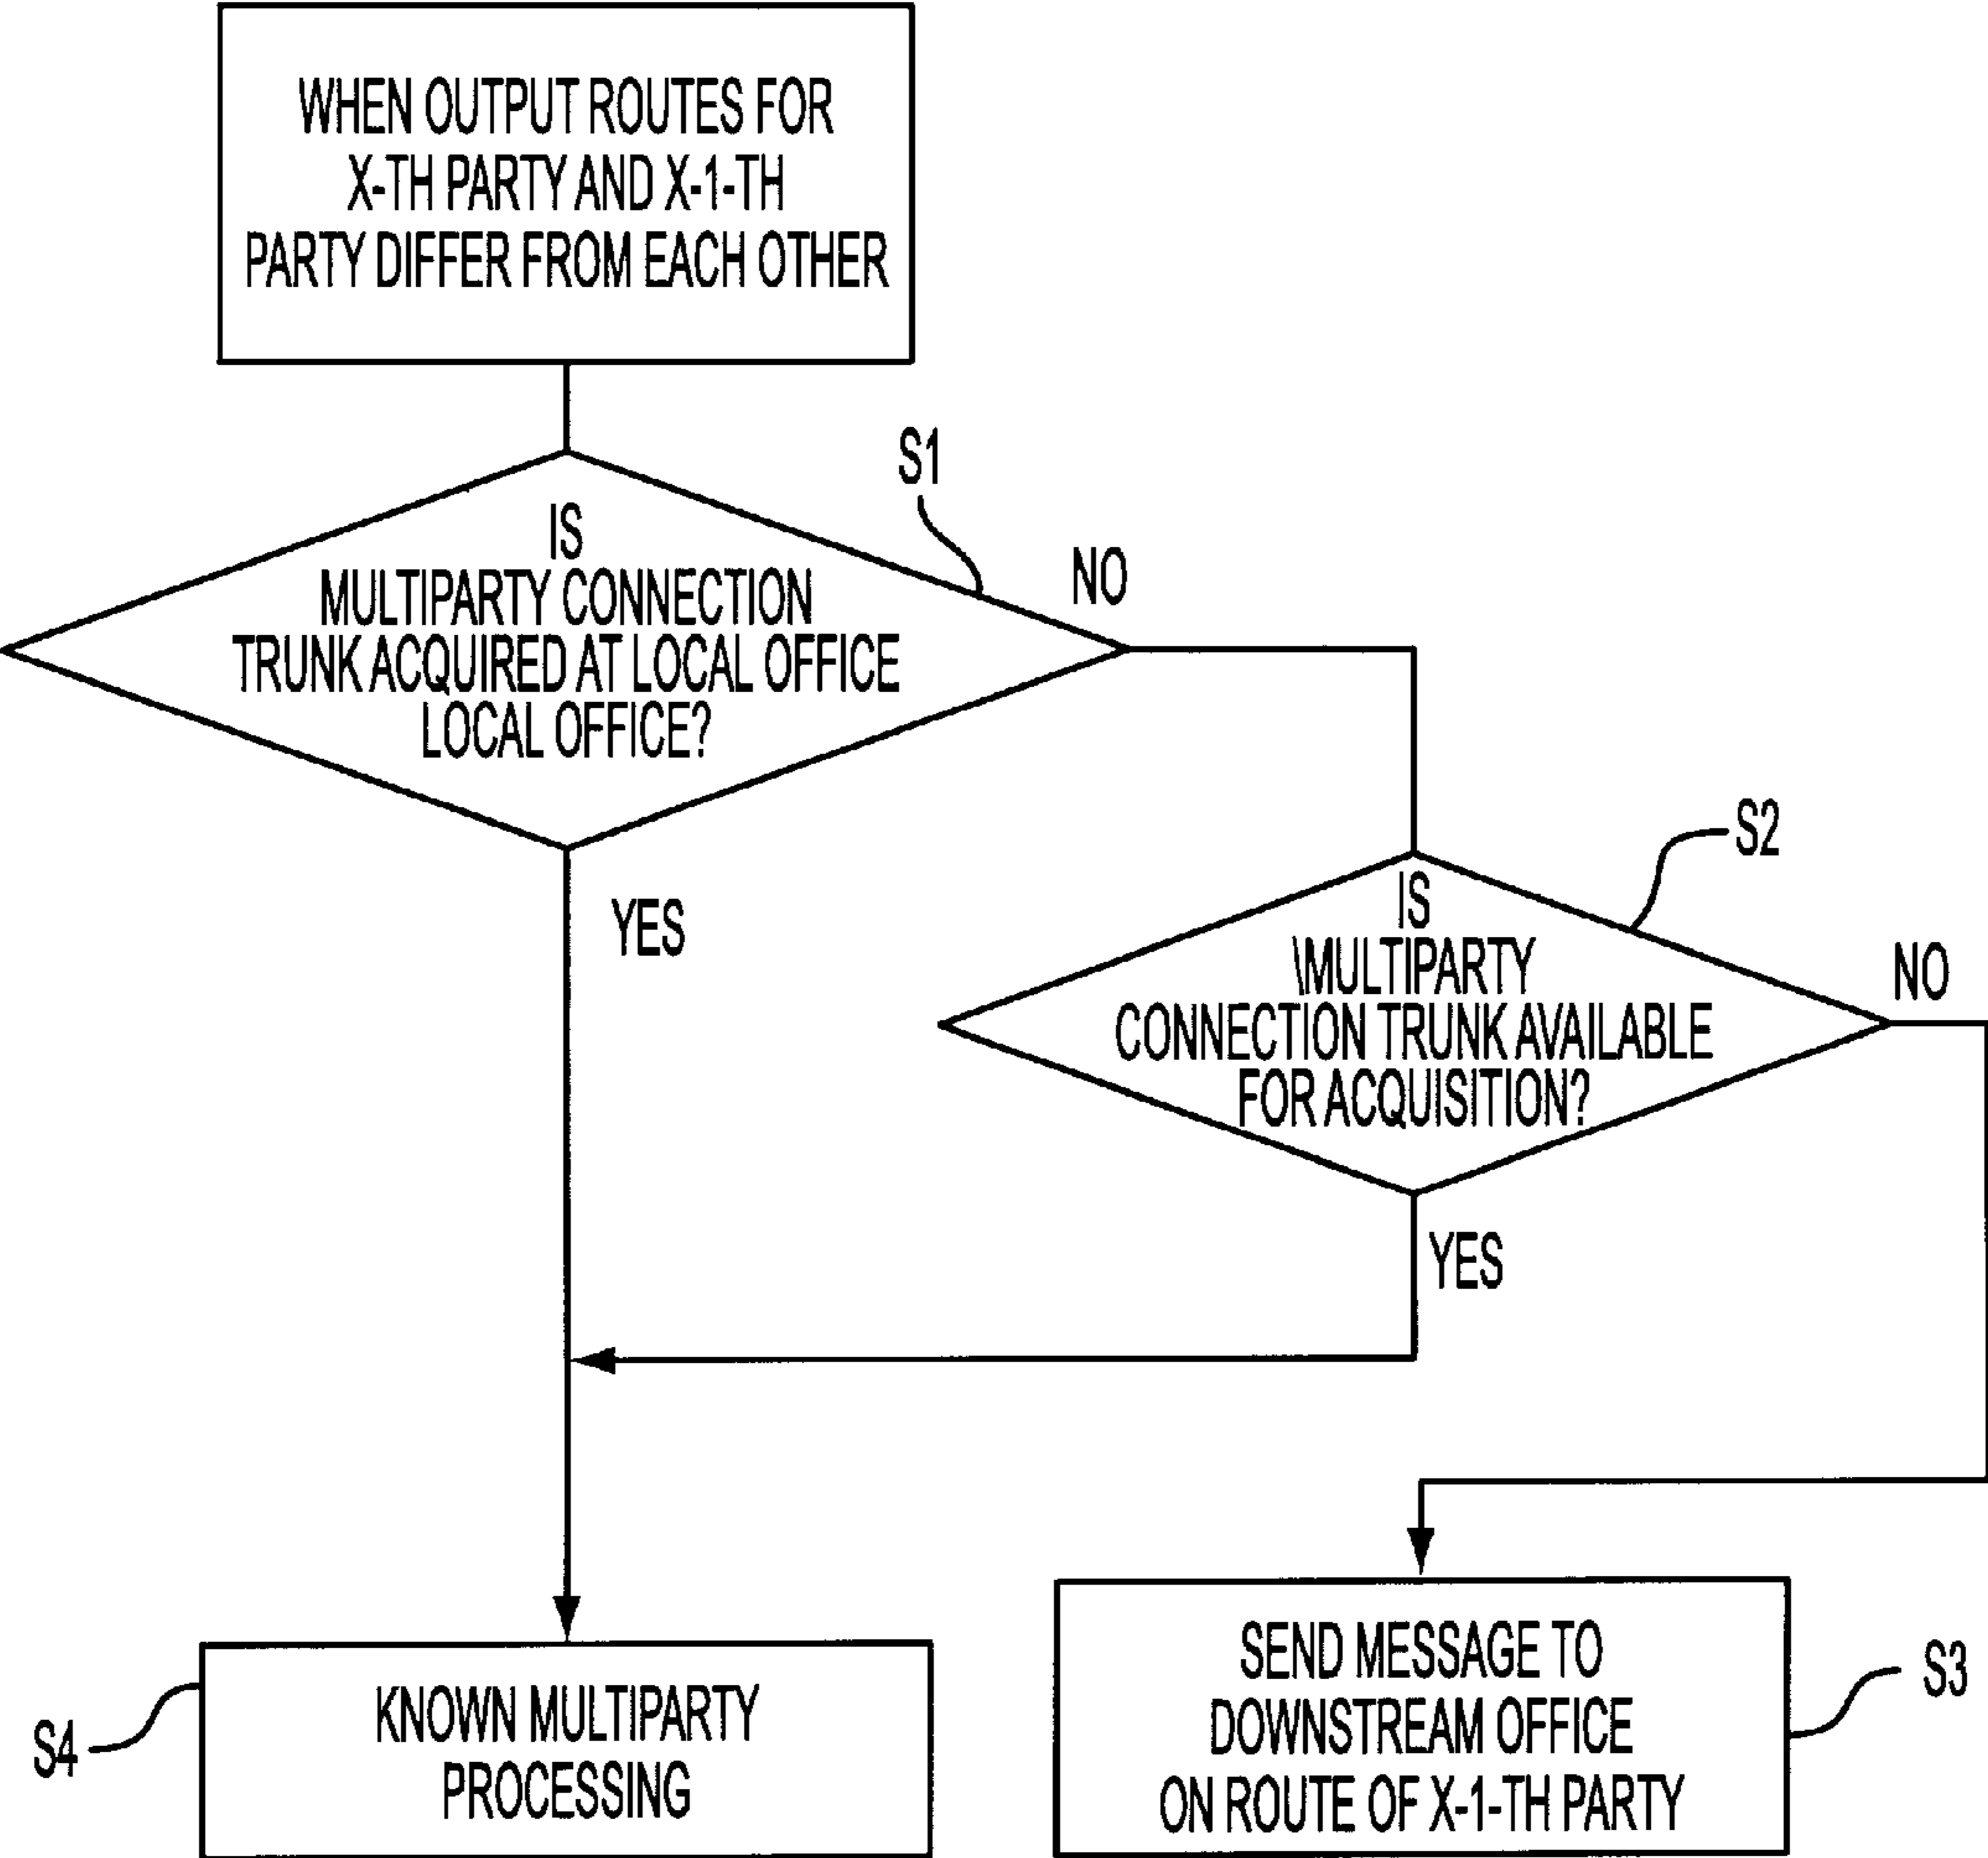 WHEN OUTPUT ROUTES FOR
X-TH PARTY AND X-1-TH
PARTY DIFFER FROM EACH OTHER
S1
IS
MULTIPARTY CONNECTION
TRUNK ACQUIRED AT LOCAL OFFICE
LOCAL OFFICE?
NO
YES
S2
IS
\MULTIPARTY
CONNECTION TRUNK AVAILABLE
FOR ACQUISITION?
NO
YES
S4
KNOWN MULTIPARTY
PROCESSING
SEND MESSAGE TO
DOWNSTREAM OFFICE
ON ROUTE OF X-1-TH PARTY
S3